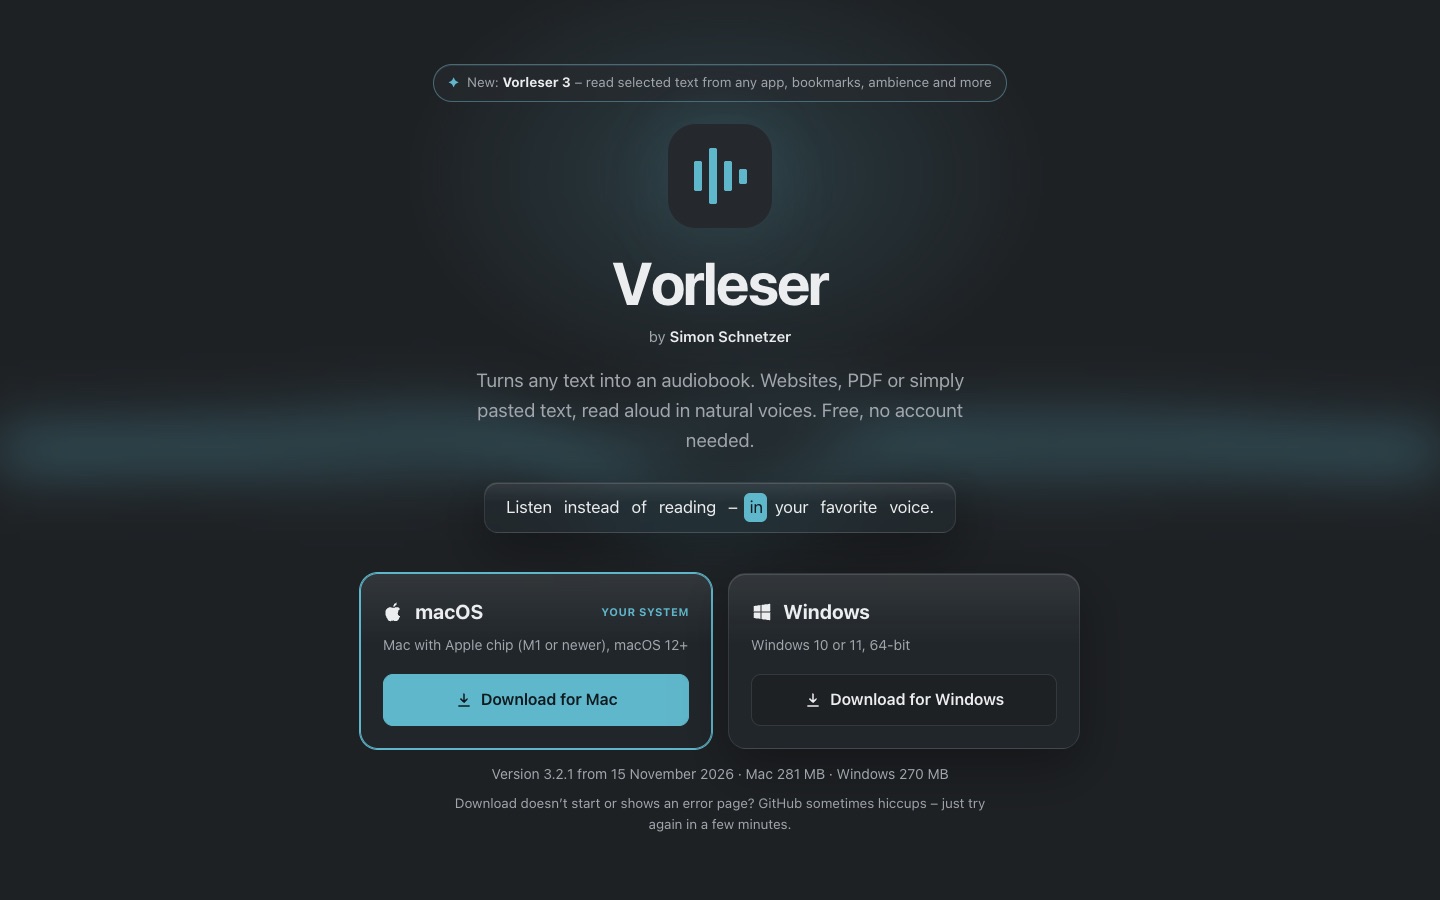 New: Vorleser 3 – read selected text from any app, bookmarks, ambience and more
Vorleser
by Simon Schnetzer
Turns any text into an audiobook. Websites, PDF or simply
pasted text, read aloud in natural voices. Free, no account
needed.
Listen instead of reading – in your favorite voice.
macOS
YOUR SYSTEM
Mac with Apple chip (M1 or newer), macOS 12+
Download for Mac
Windows
Windows 10 or 11, 64-bit
Download for Windows
Version 3.2.1 from 15 November 2026 · Mac 281 MB · Windows 270 MB
Download doesn’t start or shows an error page? GitHub sometimes hiccups – just try
again in a few minutes.